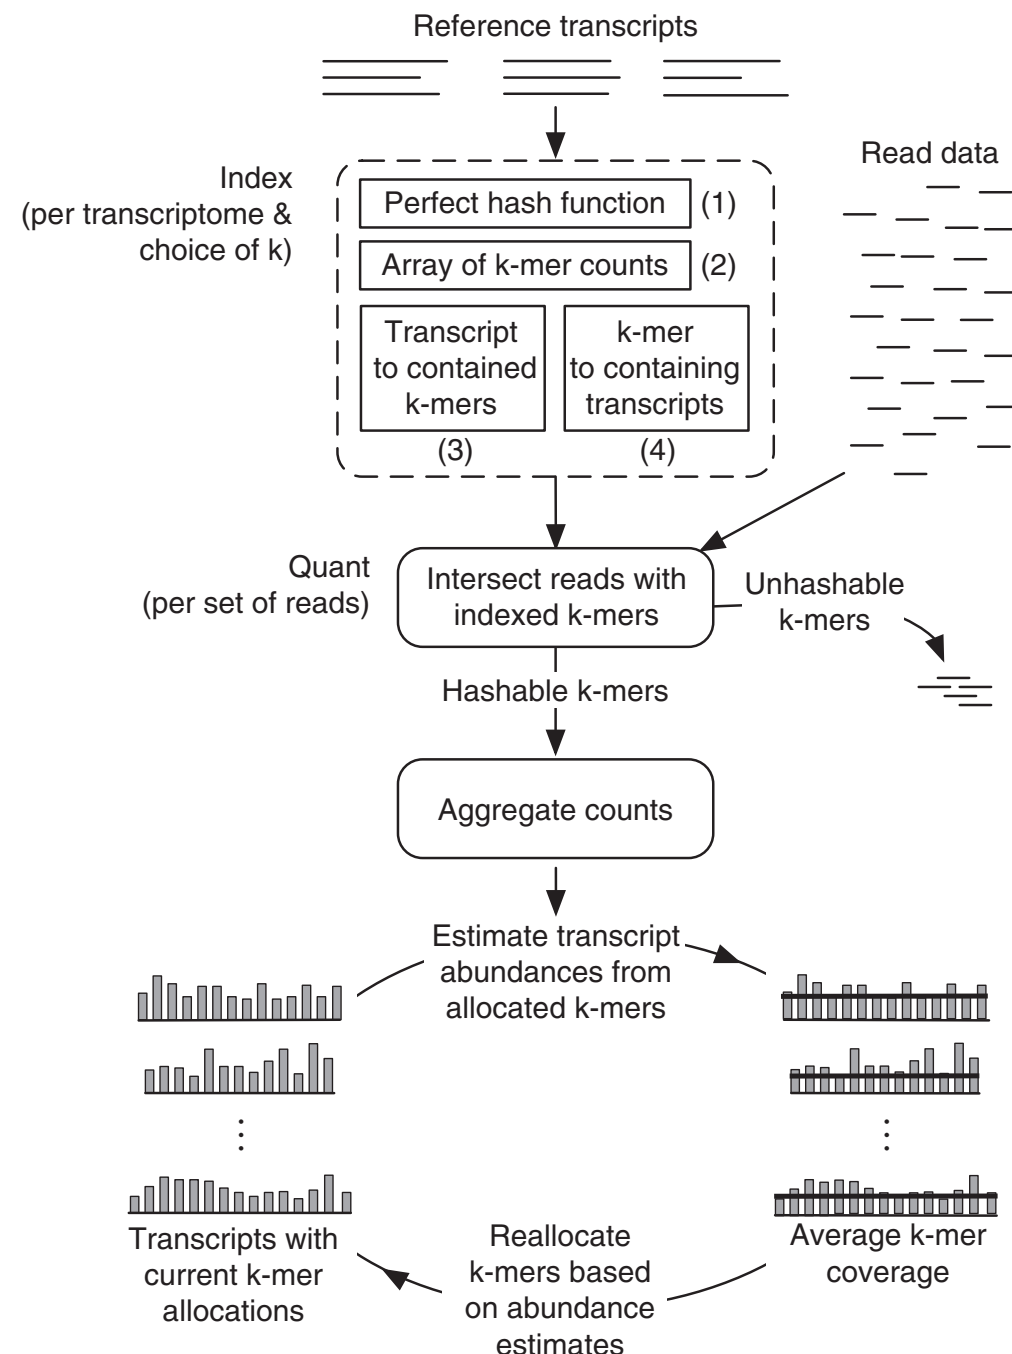 Reference transcripts
Read data
Index
(per transcriptome &
choice of k)
Perfect hash function (1)
Array of k-mer counts (2)
Transcript
to contained
k-mers
(3)
k-mer
to containing
transcripts
(4)
Quant
(per set of reads)
Intersect reads with
indexed k-mers
Unhashable
k-mers
Hashable k-mers
Aggregate counts
Estimate transcript
abundances from
allocated k-mers
Transcripts with
current k-mer
allocations
Reallocate
k-mers based
on abundance
estimates
Average k-mer
coverage